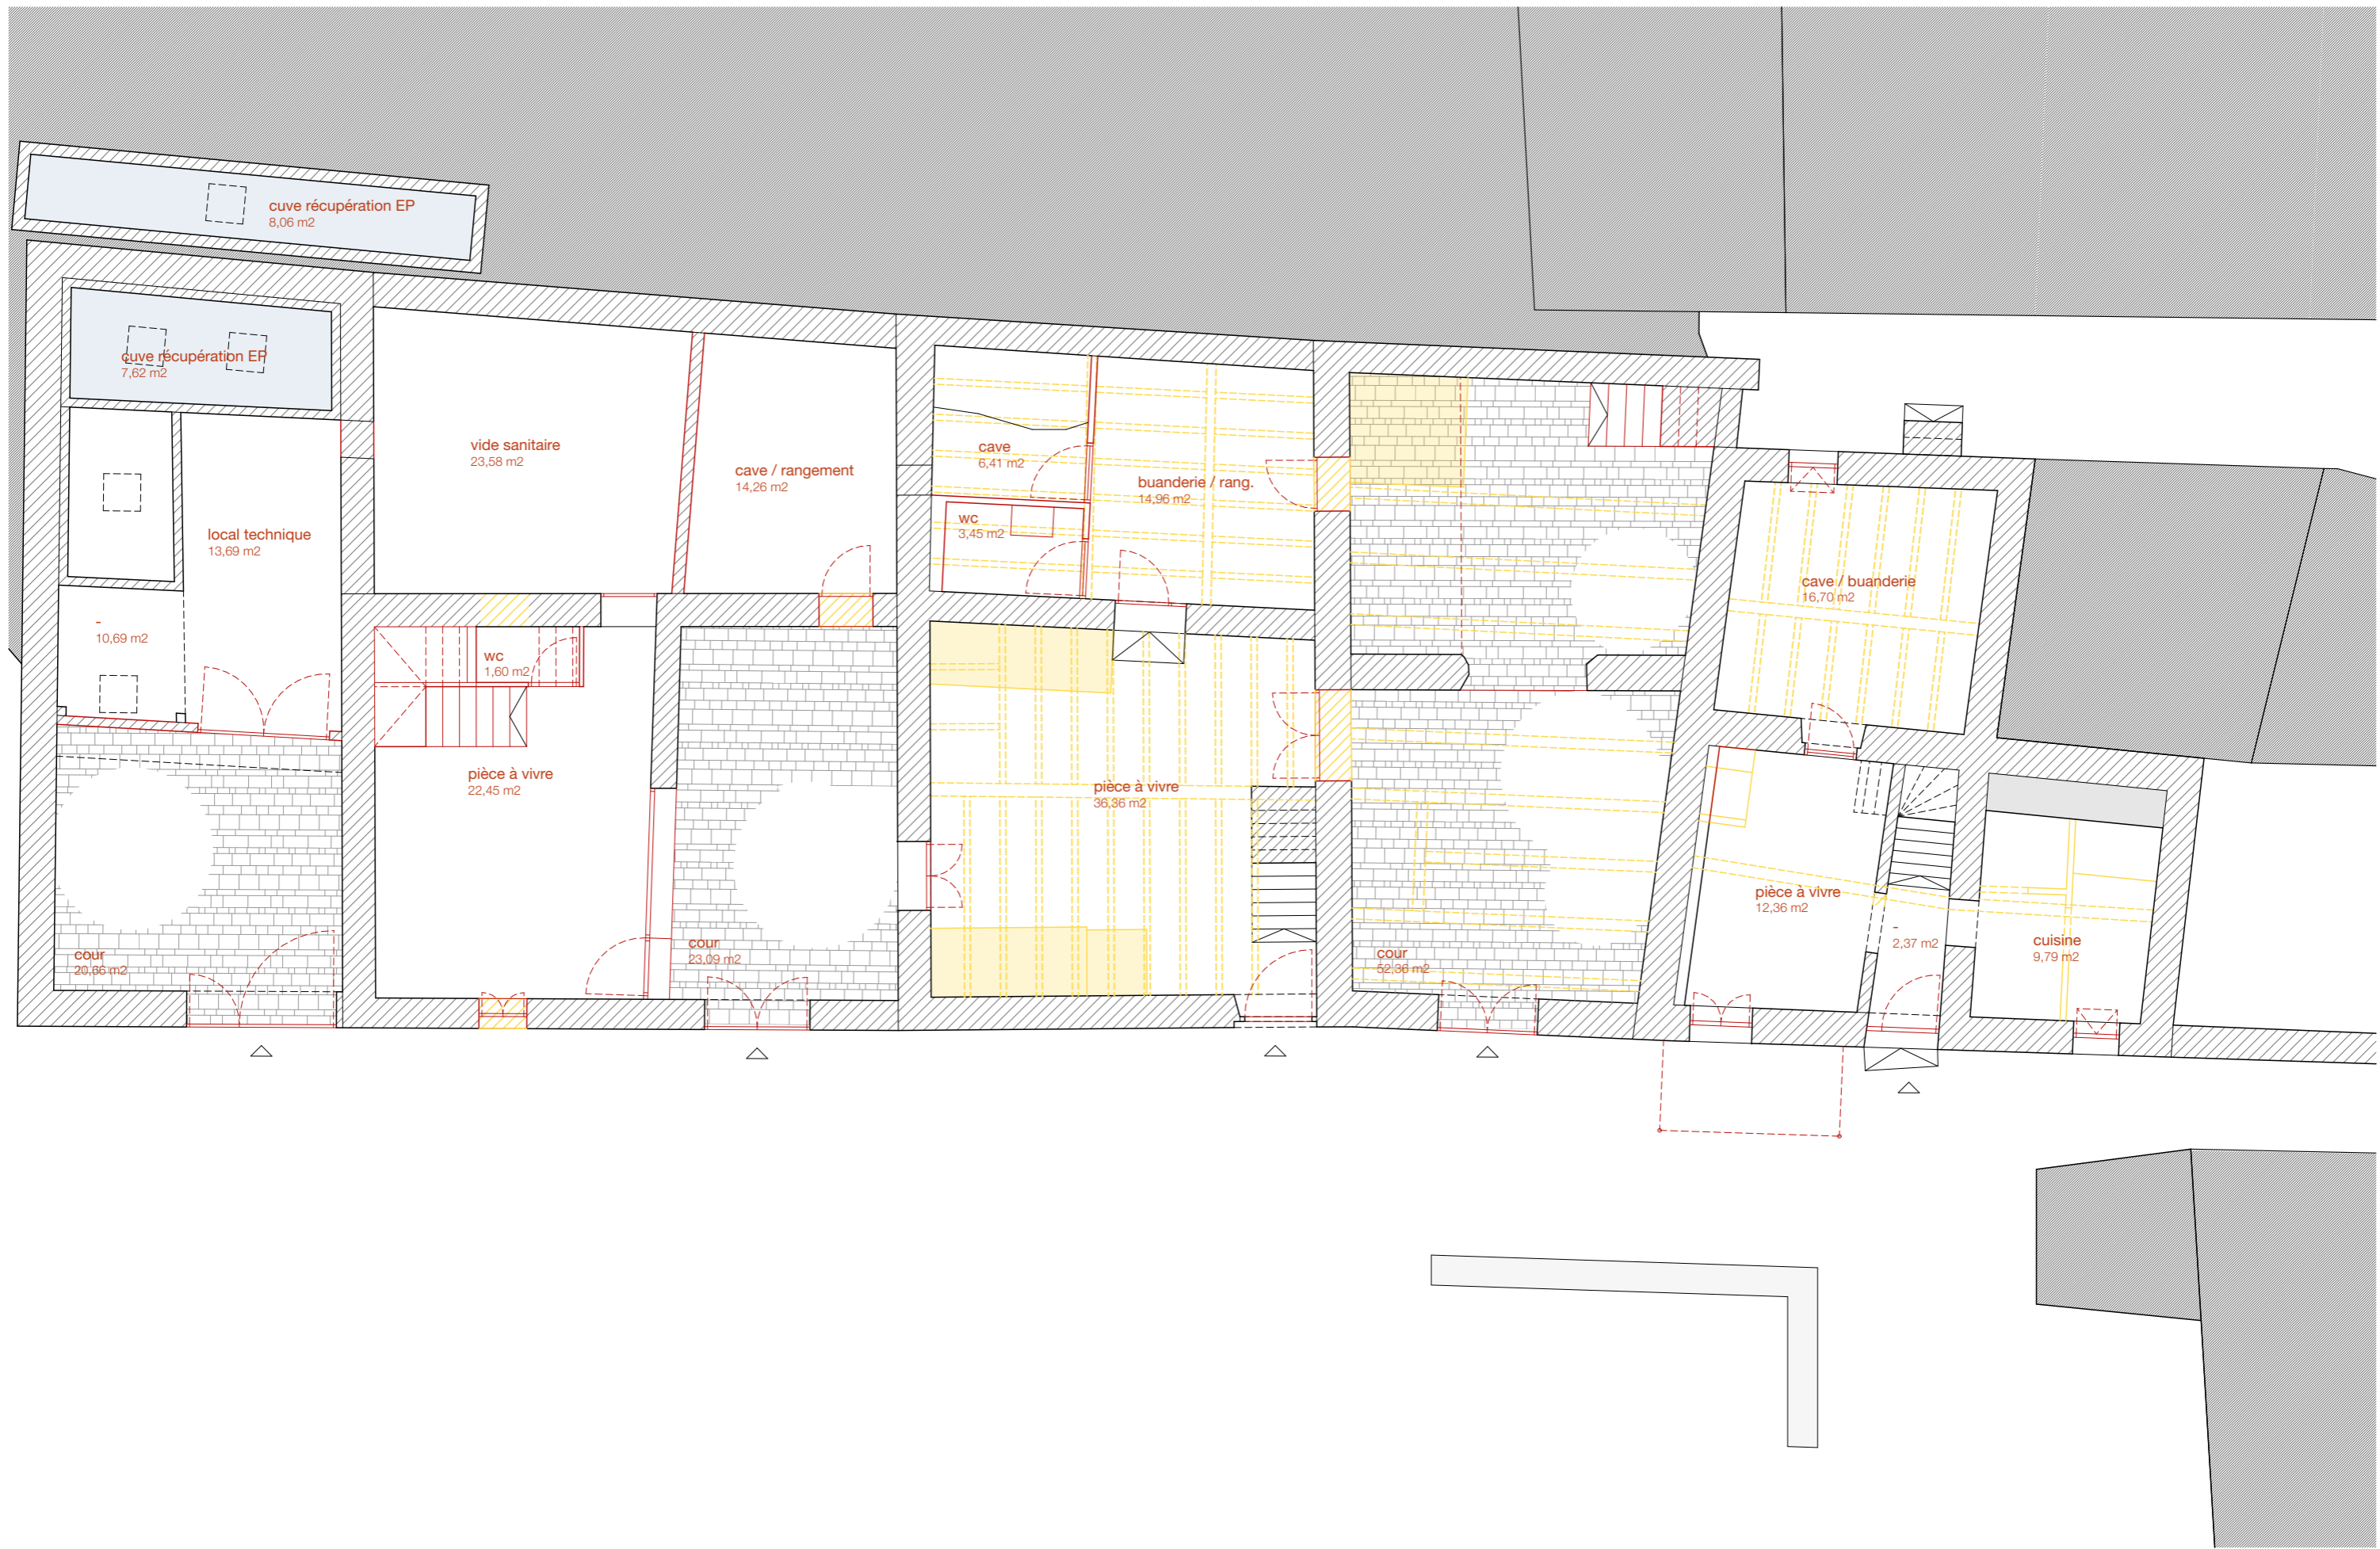 cuve récupération EP
8,06 m2
cuve récupération EP
7,62 m2
vide sanitaire
23,58 m2
cave / rangement
14,26 m2
cave
6,41 m2
buanderie / rang.
14,96 m2
wc
3,45 m2
local technique
13,69 m2
cave / buanderie
16,70 m2
-
10,69 m2
wc
1,60 m2
pièce à vivre
22,45 m2
pièce à vivre
36,36 m2
pièce à vivre
12,36 m2
-
2,37 m2
cuisine
9,79 m2
cour
20,66 m2
cour
23,09 m2
cour
52,36 m2